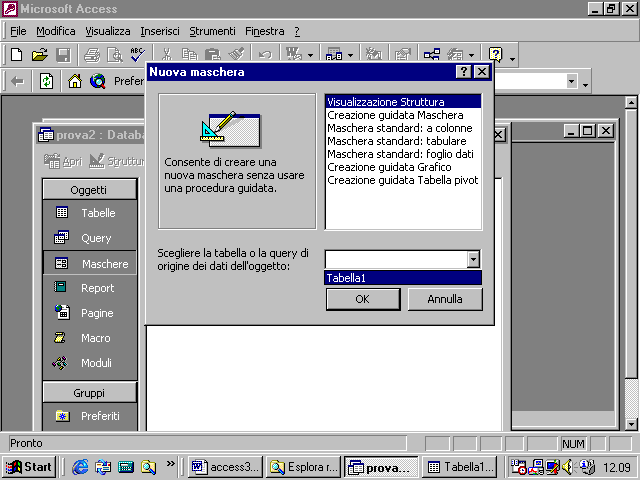 Microsoft Access
File Modifica Visualizza Inserisci Strumenti Finestra ?
Prefer
Nuova maschera
Consente di creare una
nuova maschera senza usare
una procedura guidata.
Visualizzazione Struttura
Creazione guidata Maschera
Maschera standard: a colonne
Maschera standard: tabulare
Maschera standard: foglio dati
Creazione guidata Grafico
Creazione guidata Tabella pivot
Scegliere la tabella o la query di
origine dei dati dell'oggetto:
Tabella1
OK Annulla
prova2 : Datab
Apri Struttur
Oggetti
Tabelle
Query
Maschere
Report
Pagine
Macro
Moduli
Gruppi
Preferiti
Pronto NUM
Start » access3... Esplora r... prova... Tabella1... 12.09